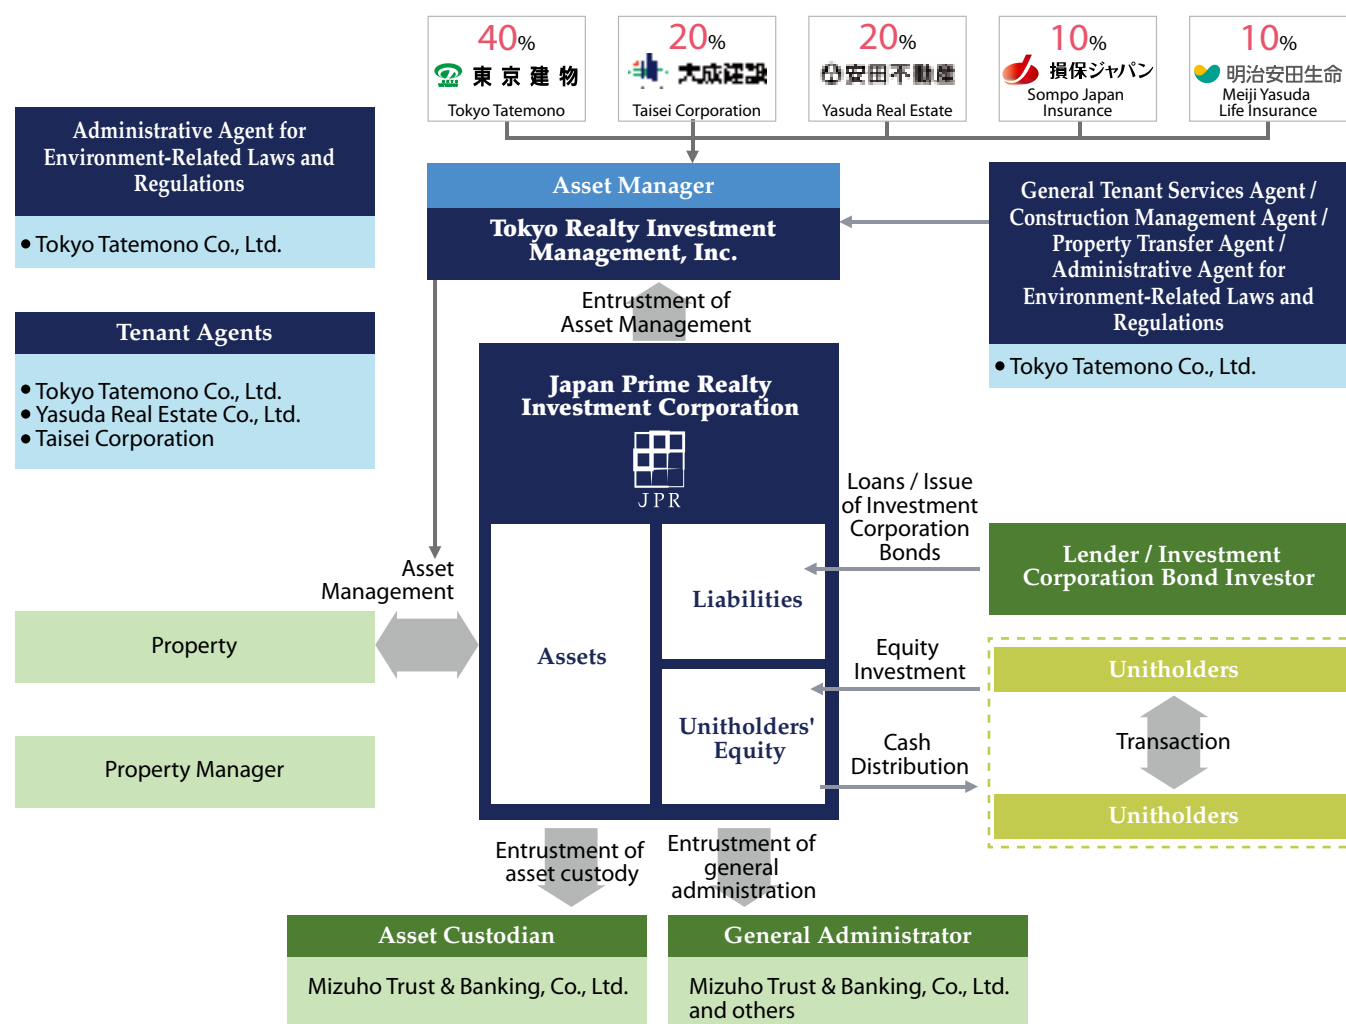 40%
東京建物
Tokyo Tatemono
20%
大成建設
Taisei Corporation
20%
安田不動産
Yasuda Real Estate
10%
損保ジャパン
Sompo Japan
Insurance
10%
明治安田生命
Meiji Yasuda
Life Insurance
Administrative Agent for
Environment-Related Laws and
Regulations
• Tokyo Tatemono Co., Ltd.
Asset Manager
Tokyo Realty Investment
Management, Inc.
General Tenant Services Agent /
Construction Management Agent /
Property Transfer Agent /
Administrative Agent for
Environment-Related Laws and
Regulations
• Tokyo Tatemono Co., Ltd.
Entrustment of
Asset Management
Tenant Agents
• Tokyo Tatemono Co., Ltd.
• Yasuda Real Estate Co., Ltd.
• Taisei Corporation
Japan Prime Realty
Investment Corporation
JPR
Loans / Issue
of Investment
Corporation
Bonds
Lender / Investment
Corporation Bond Investor
Asset
Management
Property
Property Manager
Assets
Liabilities
Unitholders'
Equity
Equity
Investment
Cash
Distribution
Unitholders
Transaction
Unitholders
Entrustment of
asset custody
Entrustment of
general
administration
Asset Custodian
Mizuho Trust & Banking, Co., Ltd.
General Administrator
Mizuho Trust & Banking, Co., Ltd.
and others